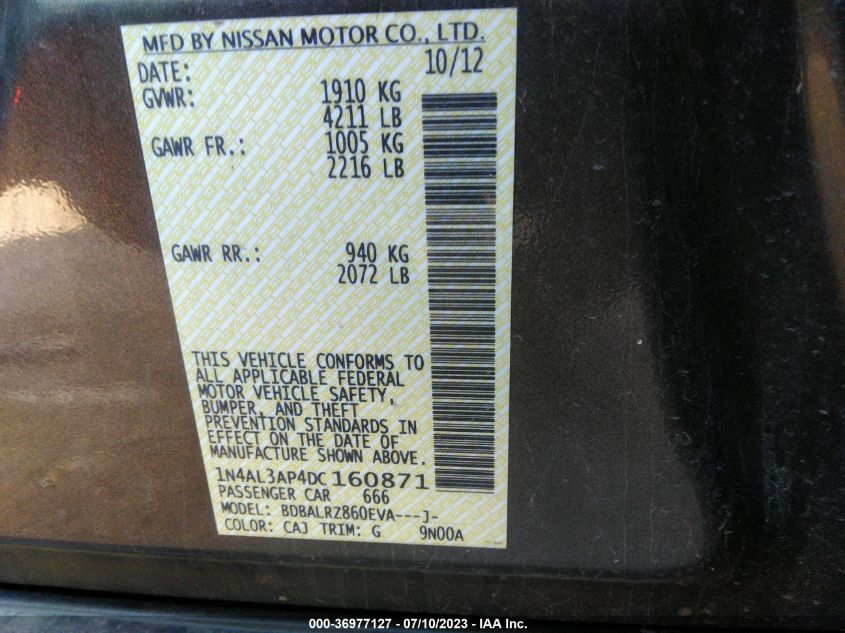 MFD BY NISSAN MOTOR CO., LTD.
DATE: 10/12
GVWR: 1910 KG
4211 LB
GAWR FR.: 1005 KG
2216 LB
GAWR RR.: 940 KG
2072 LB
THIS VEHICLE CONFORMS TO
ALL APPLICABLE FEDERAL
MOTOR VEHICLE SAFETY,
BUMPER, AND THEFT
PREVENTION STANDARDS IN
EFFECT ON THE DATE OF
MANUFACTURE SHOWN ABOVE.
1N4AL3AP4DC160871
PASSENGER CAR 666
MODEL: BDBALRZ860EVA---J-
COLOR: CAJ TRIM: G 9N00A
000-36977127 - 07/10/2023 - IAA Inc.